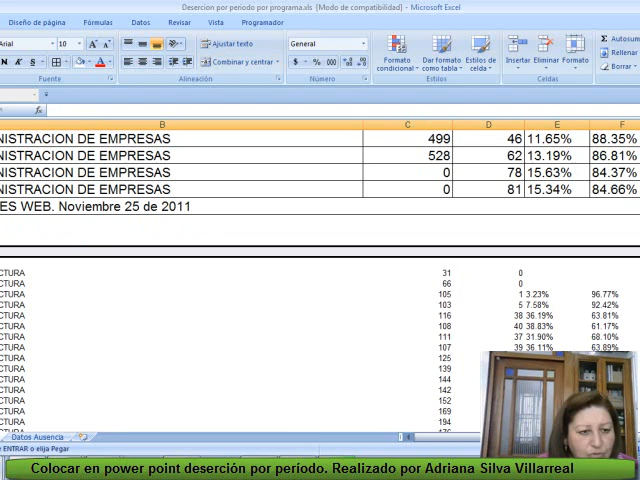 Desercion por periodo por programa.xls [Modo de compatibilidad] - Microsoft Excel
Diseño de página Fórmulas Datos Revisar Vista Programador
Arial 10 Ajustar texto General Formato condicional Dar formato como tabla Estilos de celda Insertar Eliminar Formato Autosuma
Rellenar
N K S Combinar y centrar $ % 000 Borrar
Fuente Alineación Número Estilos Celdas
fx
B C D E F
NISTRACION DE EMPRESAS 499 46 11.65% 88.35%
NISTRACION DE EMPRESAS 528 62 13.19% 86.81%
NISTRACION DE EMPRESAS 0 78 15.63% 84.37%
NISTRACION DE EMPRESAS 0 81 15.34% 84.66%
ES WEB. Noviembre 25 de 2011
CTURA 31 0
CTURA 66 0
CTURA 105 1 3.23% 96.77%
CTURA 103 5 7.58% 92.42%
CTURA 116 38 36.19% 63.81%
CTURA 108 40 38.83% 61.17%
CTURA 111 37 31.90% 68.10%
CTURA 107 39 36.11% 63.89%
CTURA 125
CTURA 139
CTURA 144
CTURA 142
CTURA 152
CTURA 169
CTURA 194
Datos Ausencia
ENTRAR o elija Pegar
Colocar en power point deserción por período. Realizado por Adriana Silva Villarreal